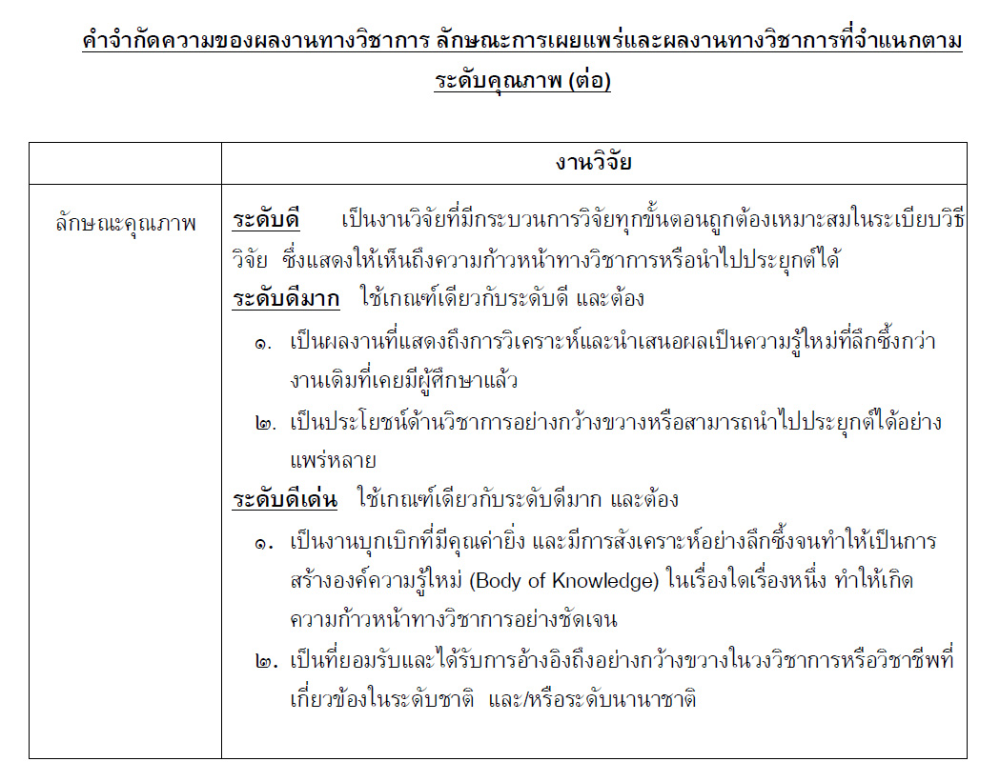 คำจำกัดความของผลงานทางวิชาการ ลักษณะการเผยแพร่และผลงานทางวิชาการที่จำแนกตาม
ระดับคุณภาพ (ต่อ)
งานวิจัย
ลักษณะคุณภาพ
ระดับดี เป็นงานวิจัยที่มีกระบวนการวิจัยทุกขั้นตอนถูกต้องเหมาะสมในระเบียบวิธี
วิจัย ซึ่งแสดงให้เห็นถึงความก้าวหน้าทางวิชาการหรือนำไปประยุกต์ได้
ระดับดีมาก ใช้เกณฑ์เดียวกับระดับดี และต้อง
๑. เป็นผลงานที่แสดงถึงการวิเคราะห์และนำเสนอผลเป็นความรู้ใหม่ที่ลึกซึ้งกว่า
งานเดิมที่เคยมีผู้ศึกษาแล้ว
๒. เป็นประโยชน์ด้านวิชาการอย่างกว้างขวางหรือสามารถนำไปประยุกต์ได้อย่าง
แพร่หลาย
ระดับดีเด่น ใช้เกณฑ์เดียวกับระดับดีมาก และต้อง
๑. เป็นงานบุกเบิกที่มีคุณค่ายิ่ง และมีการสังเคราะห์อย่างลึกซึ้งจนทำให้เป็นการ
สร้างองค์ความรู้ใหม่ (Body of Knowledge) ในเรื่องใดเรื่องหนึ่ง ทำให้เกิด
ความก้าวหน้าทางวิชาการอย่างชัดเจน
๒. เป็นที่ยอมรับและได้รับการอ้างอิงถึงอย่างกว้างขวางในวงวิชาการหรือวิชาชีพที่
เกี่ยวข้องในระดับชาติ และ/หรือระดับนานาชาติ